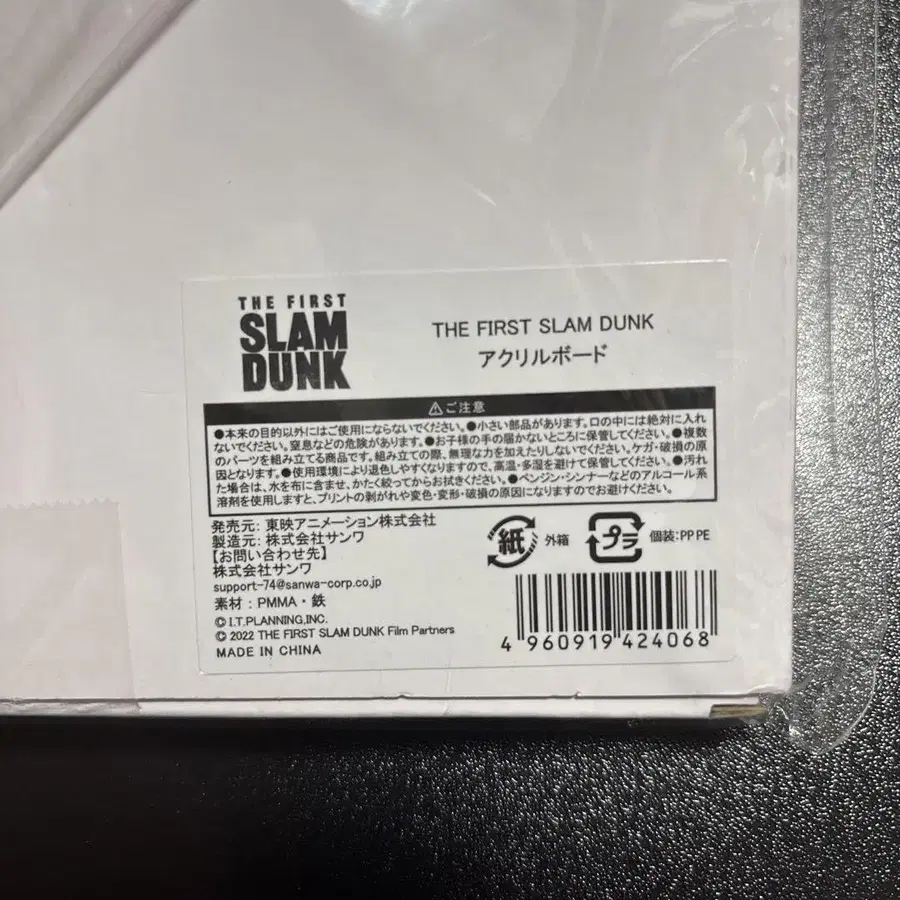 THE FIRST
SLAM
DUNK
THE FIRST SLAM DUNK
アクリルボード
⚠ご注意
●本来の目的以外にはご使用にならないでください。●小さい部品があります。口の中には絶対に入れ
ないでください。窒息などの危険があります。●お子様の手の届かないところに保管してください。●複数
のパーツを組み立てる商品です。組み立ての際、無理な力を加えたりしないでください。ケガ・破損の原
因となります。●使用環境により退色しやすくなりますので、高温・多湿を避けて保管してください。●汚れ
た場合は、水を布に含ませ、かたく絞ってからお拭きください。●ベンジン・シンナーなどのアルコール系
溶剤を使用しますと、プリントの剥がれや変色・変形・破損の原因になりますのでお避けください。
発売元: 東映アニメーション株式会社
製造元: 株式会社サンワ
【お問い合わせ先】
株式会社サンワ
support-74@sanwa-corp.co.jp
素材：PMMA・鉄
© I.T.PLANNING,INC.
© 2022 THE FIRST SLAM DUNK Film Partners
MADE IN CHINA
紙 外箱
プラ 個装:PP PE
4 960919 424068